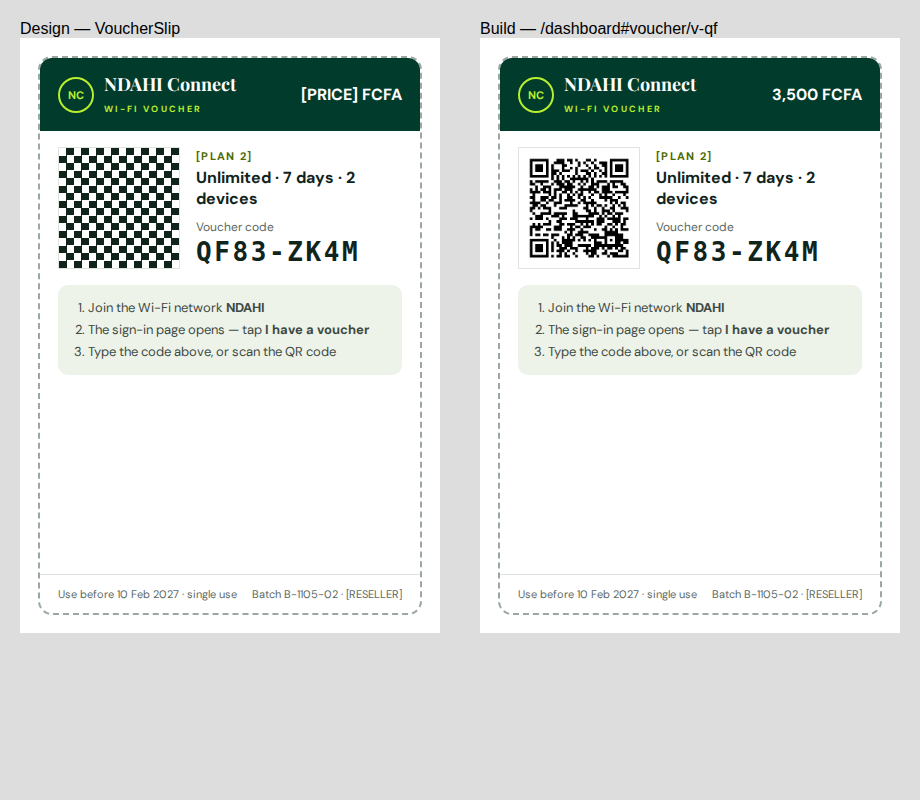 Design — VoucherSlip
NC
NDAHI Connect
WI-FI VOUCHER
[PRICE] FCFA
[PLAN 2]
Unlimited · 7 days · 2
devices
Voucher code
QF83-ZK4M
1. Join the Wi-Fi network NDAHI
2. The sign-in page opens — tap I have a voucher
3. Type the code above, or scan the QR code
Use before 10 Feb 2027 · single use
Batch B-1105-02 · [RESELLER]
Build — /dashboard#voucher/v-qf
NC
NDAHI Connect
WI-FI VOUCHER
3,500 FCFA
[PLAN 2]
Unlimited · 7 days · 2
devices
Voucher code
QF83-ZK4M
1. Join the Wi-Fi network NDAHI
2. The sign-in page opens — tap I have a voucher
3. Type the code above, or scan the QR code
Use before 10 Feb 2027 · single use
Batch B-1105-02 · [RESELLER]